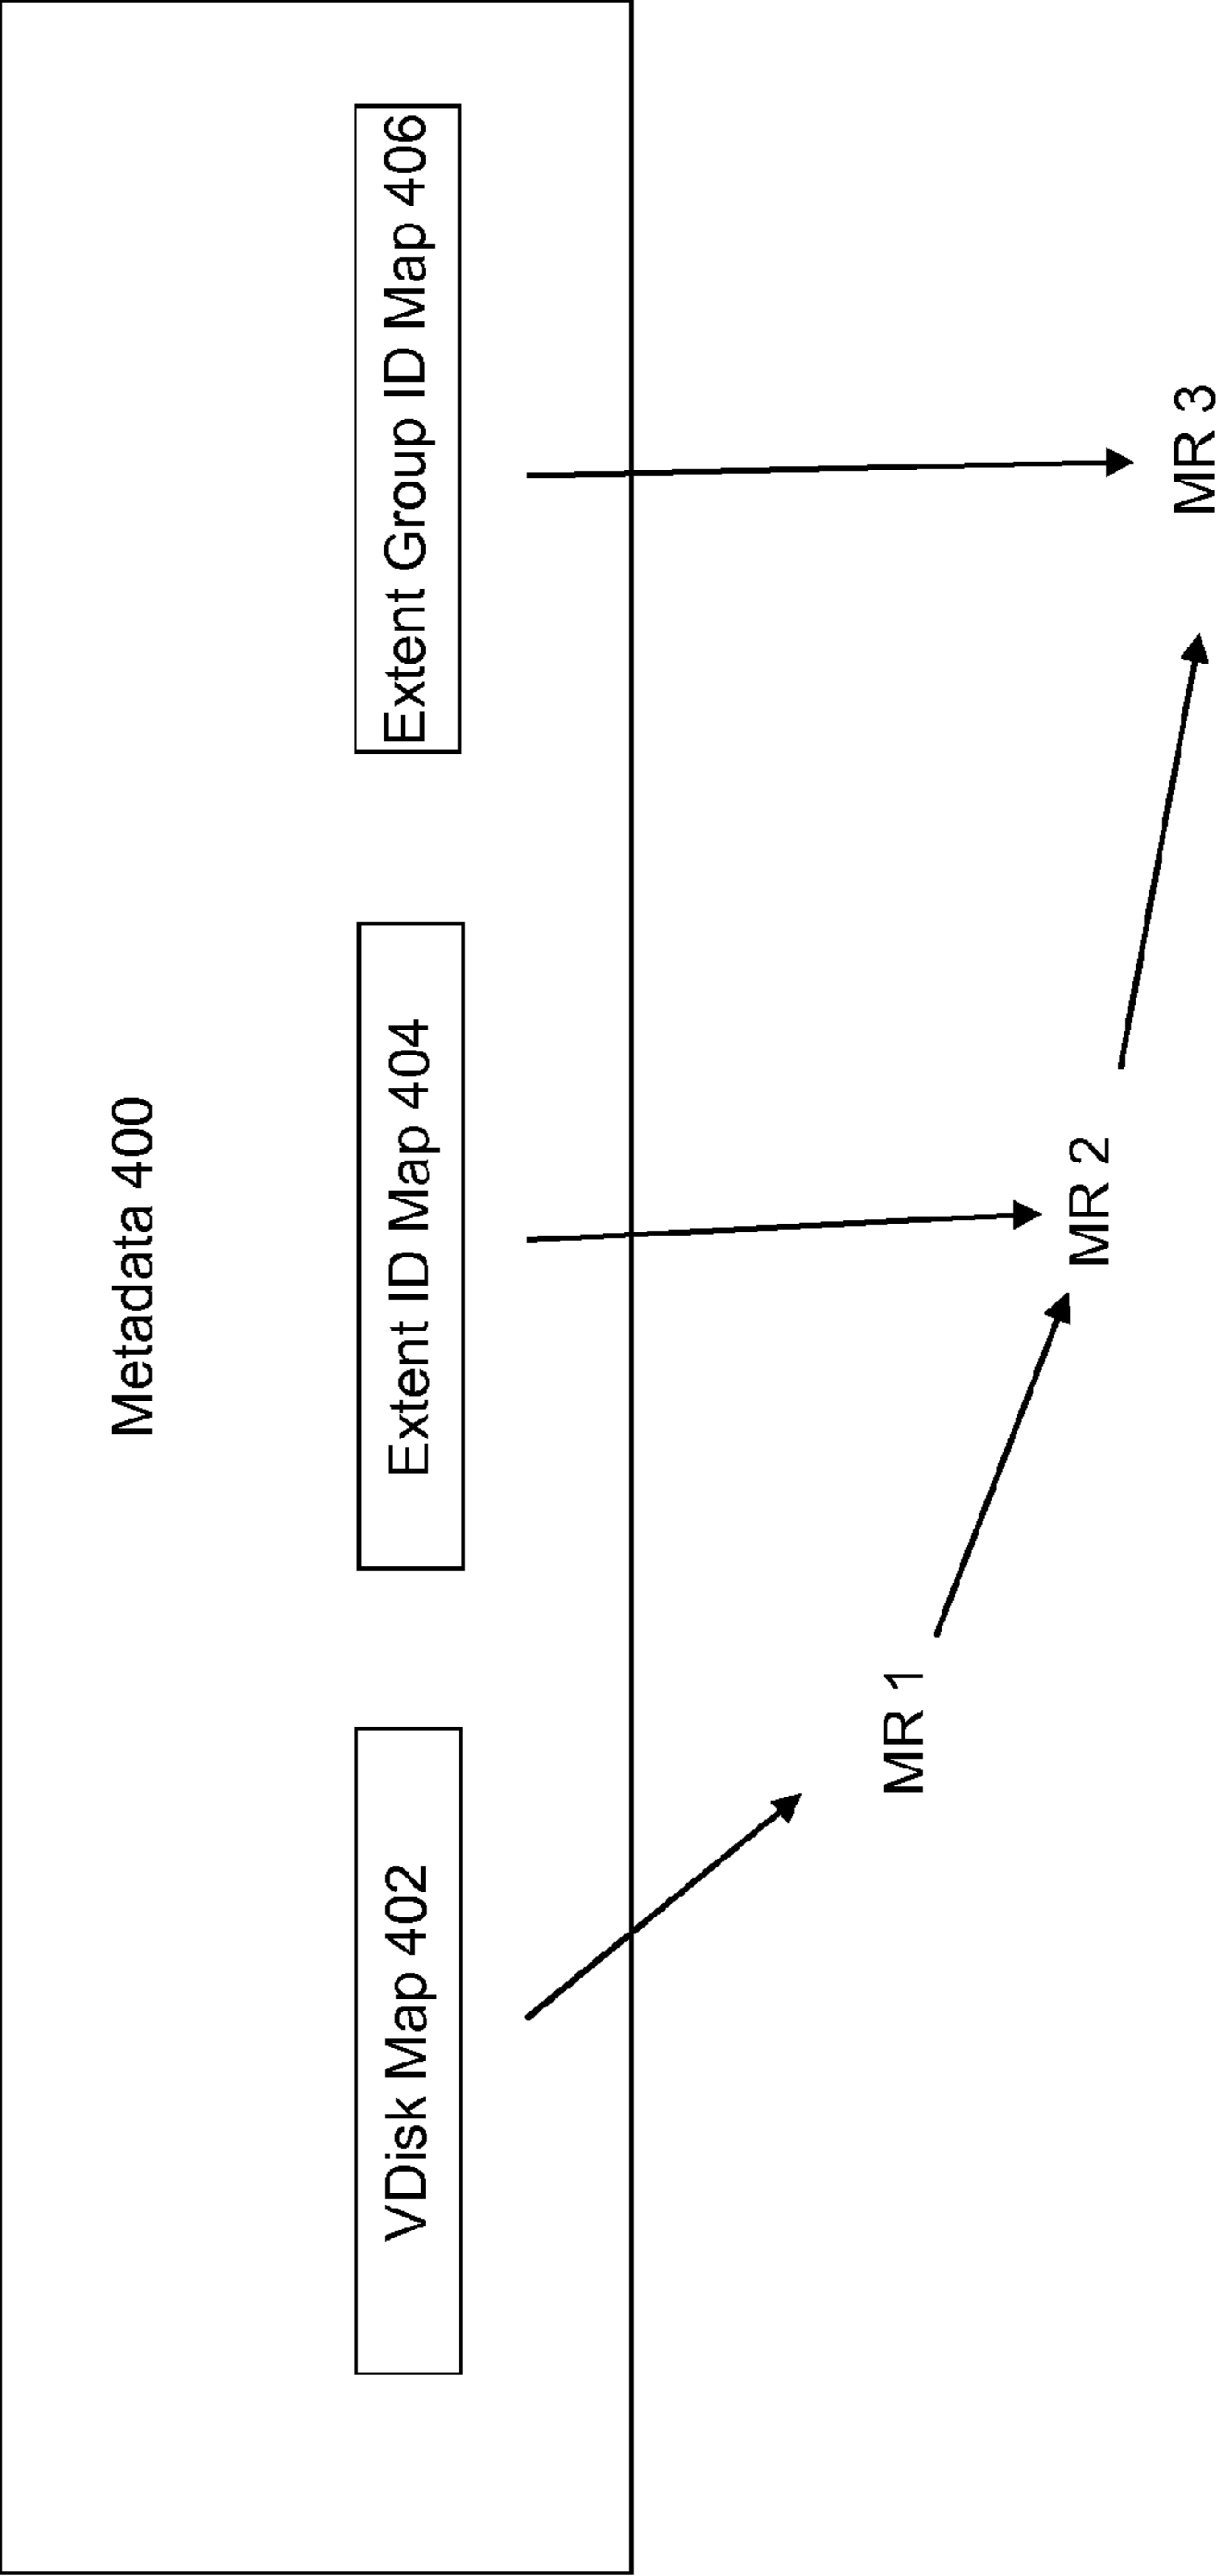 Metadata 400
VDisk Map 402
Extent ID Map 404
Extent Group ID Map 406
MR 1
MR 2
MR 3